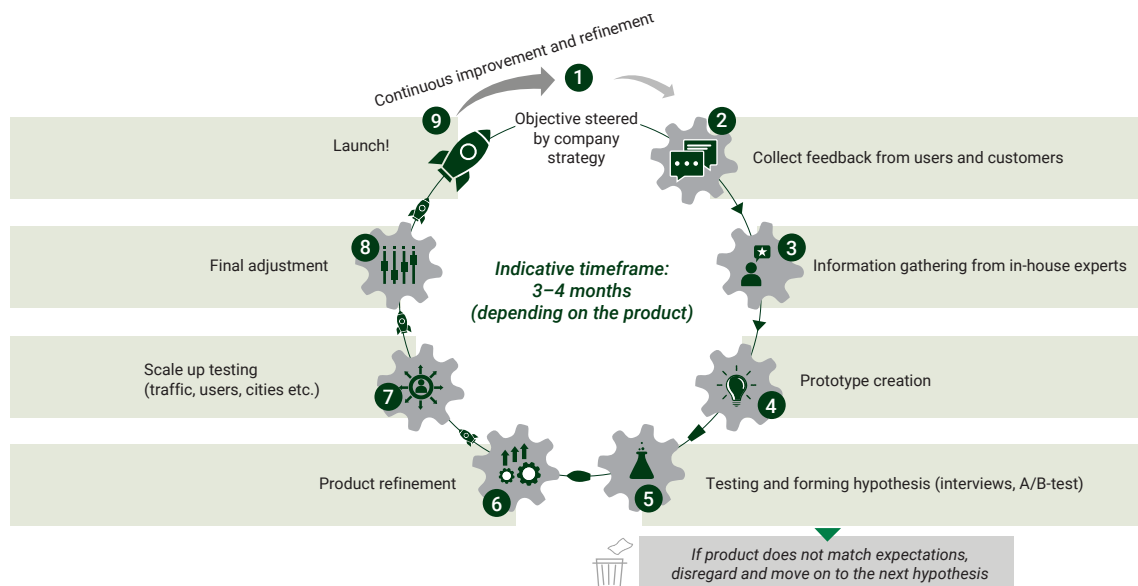 Continuous improvement and refinement
1
Objective steered
by company
strategy
2
Collect feedback from users and customers
3
Information gathering from in-house experts
4
Prototype creation
5
Testing and forming hypothesis (interviews, A/B-test)
If product does not match expectations,
disregard and move on to the next hypothesis
6
Product refinement
7
Scale up testing
(traffic, users, cities etc.)
8
Final adjustment
9
Launch!
Indicative timeframe:
3–4 months
(depending on the product)